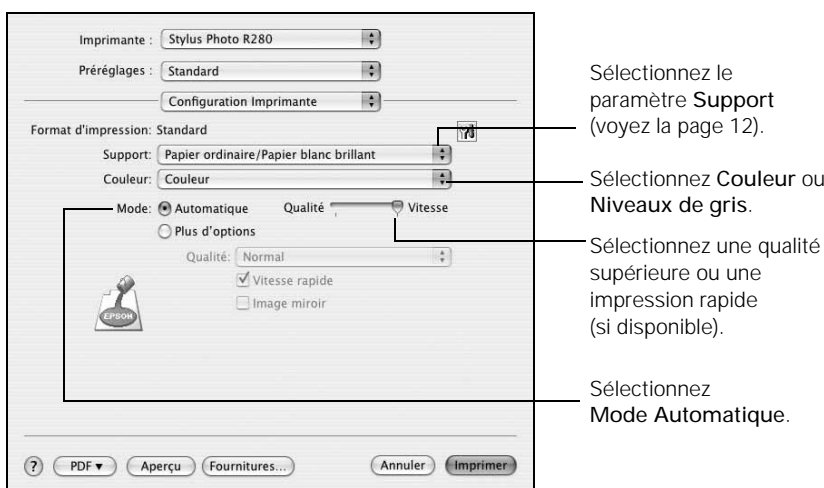 Imprimante : Stylus Photo R280
Préréglages : Standard
Configuration Imprimante
Format d'impression: Standard
Support: Papier ordinaire/Papier blanc brillant
Couleur: Couleur
Mode: Automatique Qualité Vitesse
Plus d'options
Qualité: Normal
Vitesse rapide
Image miroir
EPSON
? PDF Aperçu Fournitures... Annuler Imprimer
Sélectionnez le
paramètre Support
(voyez la page 12).
Sélectionnez Couleur ou
Niveaux de gris.
Sélectionnez une qualité
supérieure ou une
impression rapide
(si disponible).
Sélectionnez
Mode Automatique.